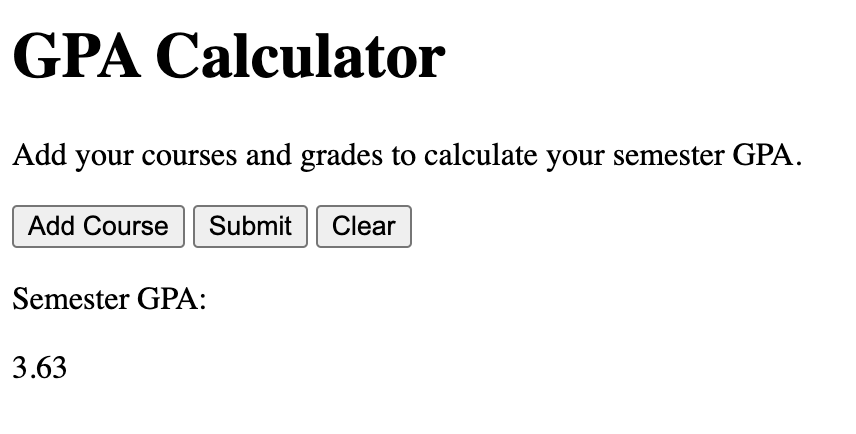 GPA Calculator
Add your courses and grades to calculate your semester GPA.
Add Course Submit Clear
Semester GPA:
3.63